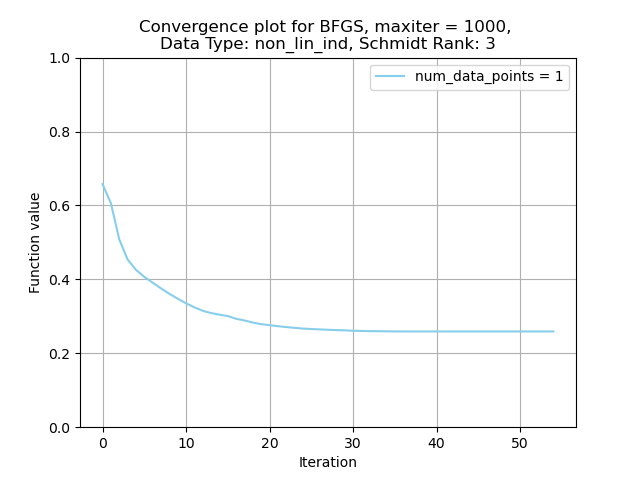 Convergence plot for BFGS, maxiter = 1000,
Data Type: non_lin_ind, Schmidt Rank: 3
num_data_points = 1
1.0
0.8
0.6
0.4
0.2
0.0
Function value
0 10 20 30 40 50
Iteration